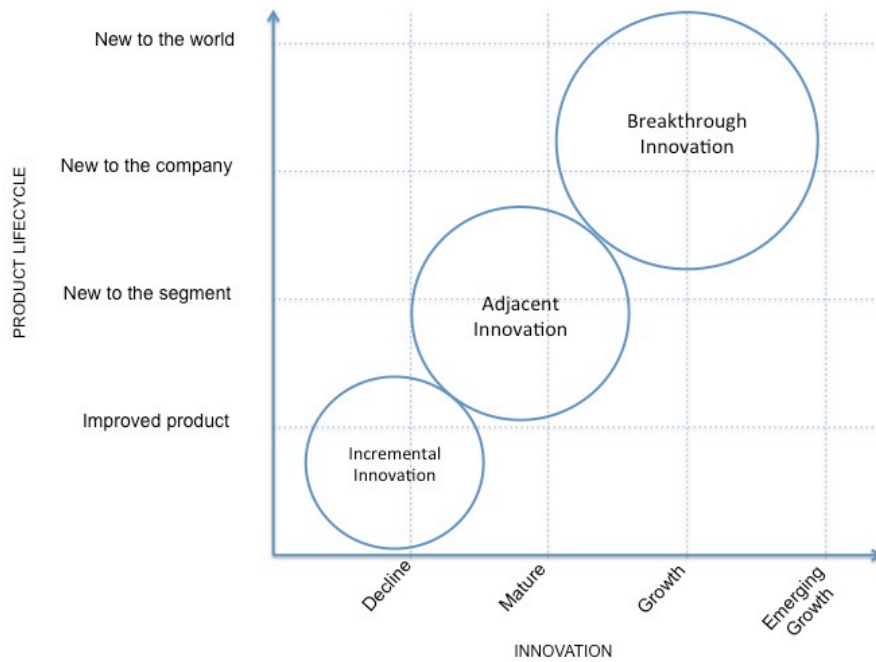 New to the world
Breakthrough
Innovation
New to the company
PRODUCT LIFECYCLE
New to the segment
Adjacent
Innovation
Improved product
Incremental
Innovation
Decline
Mature
Growth
Emerging
Growth
INNOVATION